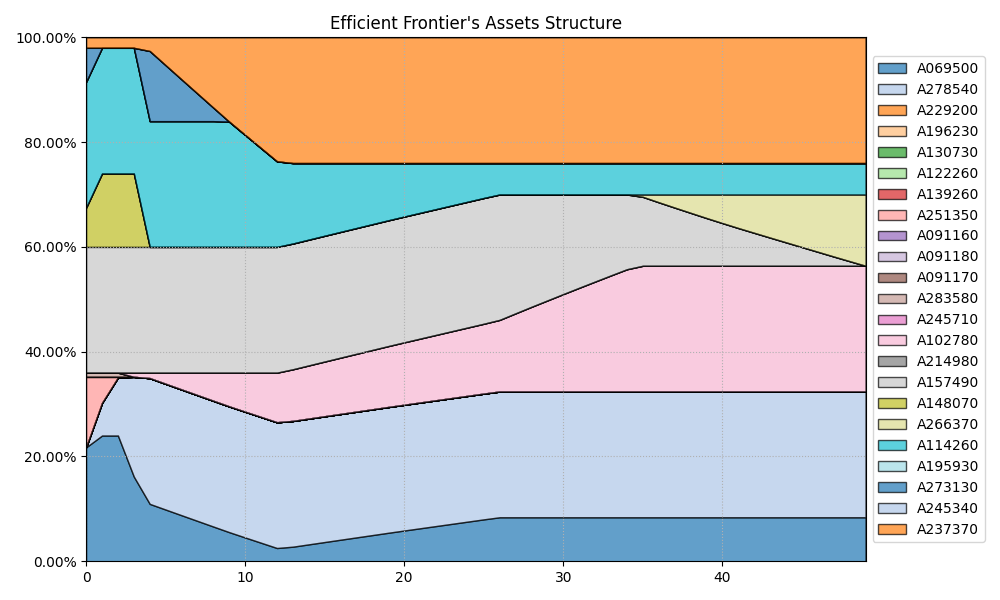 Efficient Frontier's Assets Structure
100.00%
80.00%
60.00%
40.00%
20.00%
0.00%
0
10
20
30
40
A069500
A278540
A229200
A196230
A130730
A122260
A139260
A251350
A091160
A091180
A091170
A283580
A245710
A102780
A214980
A157490
A148070
A266370
A114260
A195930
A273130
A245340
A237370